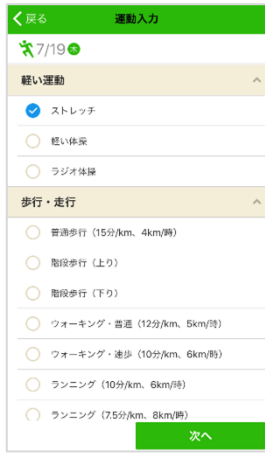 戻る 運動入力
7/19 木
軽い運動
ストレッチ
軽い体操
ラジオ体操
歩行・走行
普通歩行（15分/km、4km/時）
階段歩行（上り）
階段歩行（下り）
ウォーキング・普通（12分/km、5km/時）
ウォーキング・速歩（10分/km、6km/時）
ランニング（10分/km、6km/時）
ランニング（7.5分/km、8km/時）
次へ